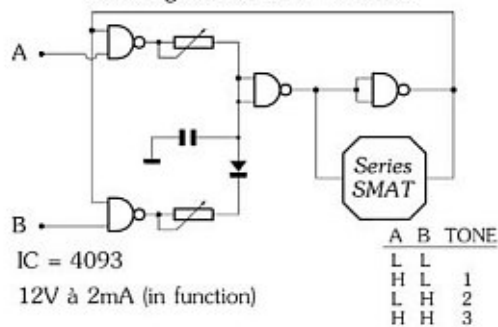 A
B
IC = 4093
12V à 2mA (in function)
Series
SMAT
A B TONE
L L
H L 1
L H 2
H H 3